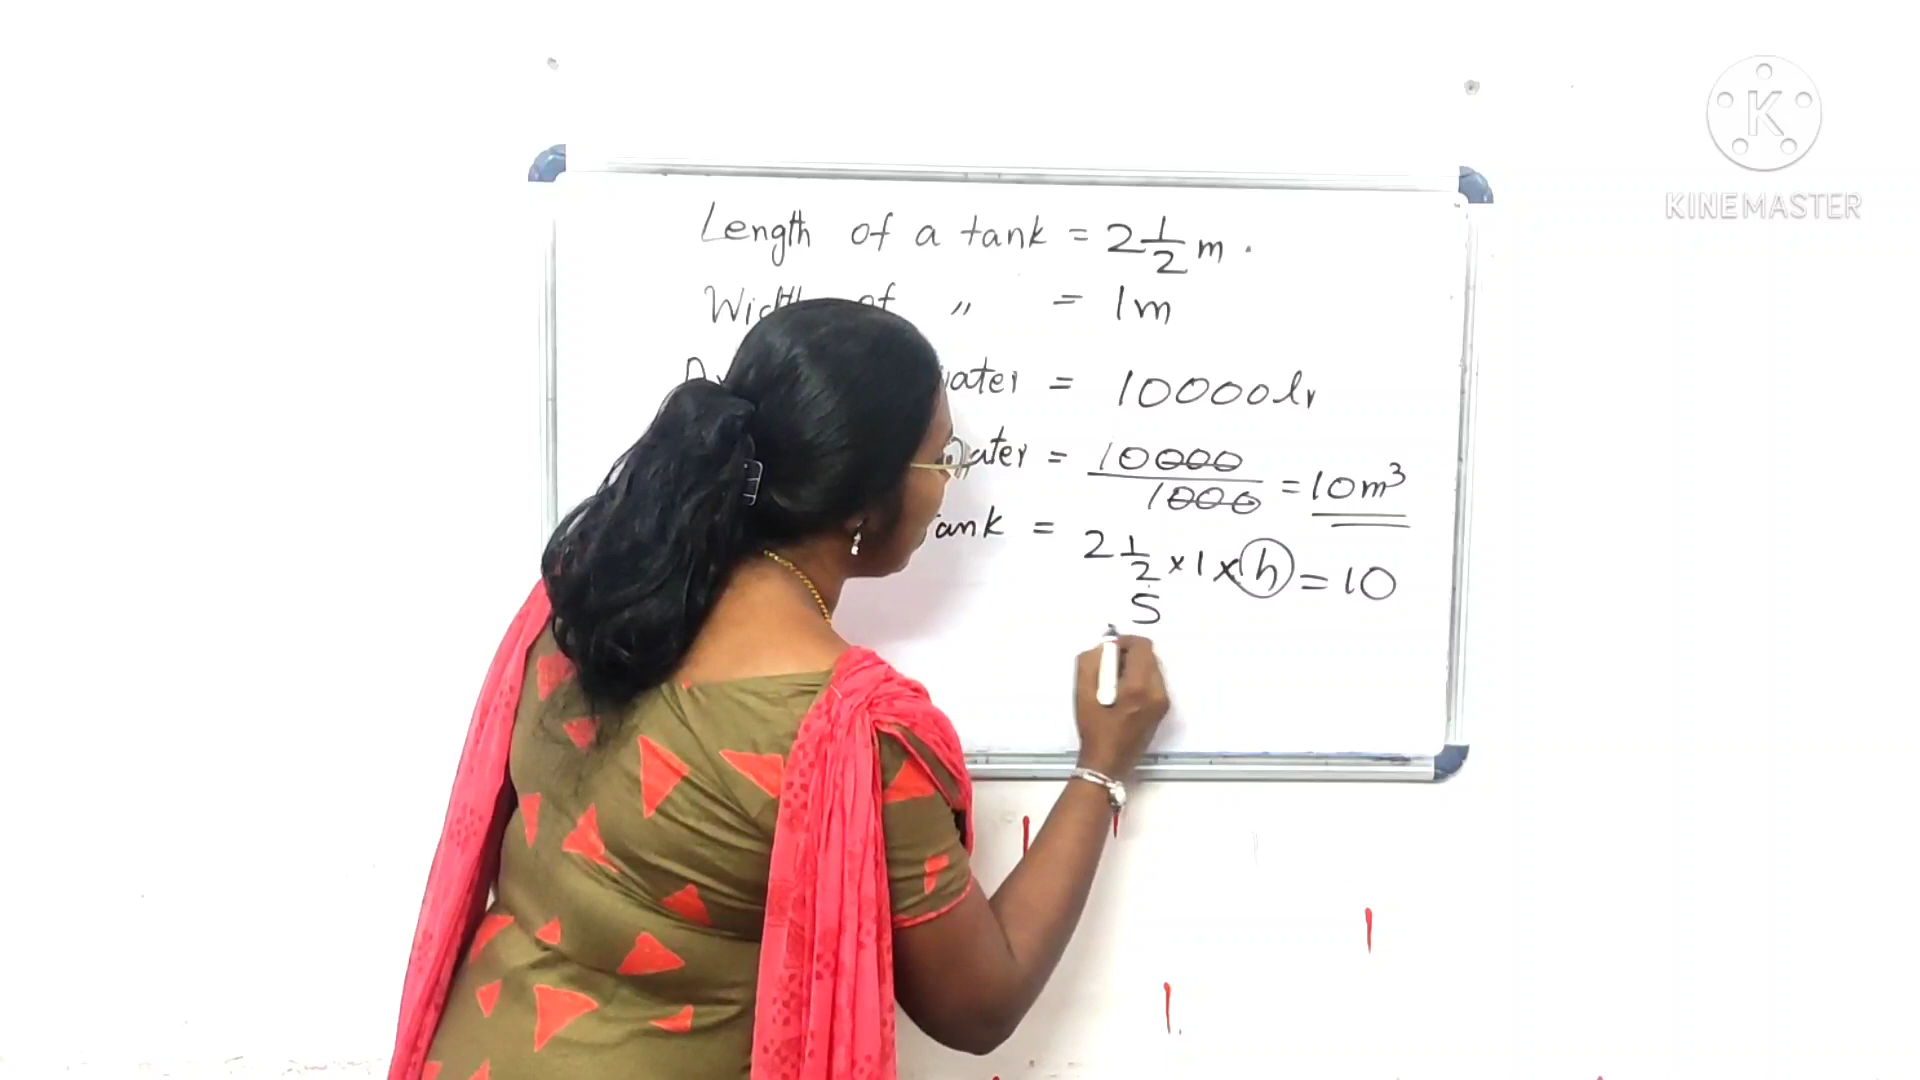 Length of a tank = 2 1/2 m .
of " = 1m
ater = 10000 lr
ater = 10000/1000 = 10m³
ank = 2 1/2 × 1 × h = 10
5
K
KINEMASTER